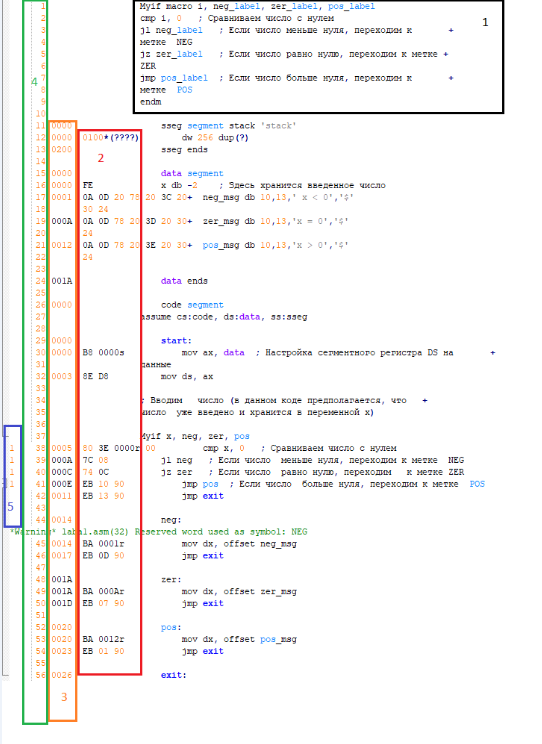 1 Myif macro i, neg_label, zer_label, pos_label
2 cmp i, 0 ; Сравниваем число с нулем 1
3 jl neg_label ; Если число меньше нуля, переходим к +
4 метке NEG
5 jz zer_label ; Если число равно нулю, переходим к метке +
6 ZER
7 jmp pos_label ; Если число больше нуля, переходим к +
4
8 метке POS
9 endm
10
11 0000 sseg segment stack 'stack'
12 0000 0100*(????) dw 256 dup(?)
13 0200 sseg ends
14 2
15 0000 data segment
16 0000 FE x db -2 ; Здесь хранится введенное число
17 0001 0A 0D 20 78 20 3C 20+ neg_msg db 10,13,' x < 0','$'
18 30 24
19 000A 0A 0D 78 20 3D 20 30+ zer_msg db 10,13,'x = 0','$'
20 24
21 0012 0A 0D 78 20 3E 20 30+ pos_msg db 10,13,'x > 0','$'
22 24
23
24 001A data ends
25
26 0000 code segment
27 assume cs:code, ds:data, ss:sseg
28
29 0000 start:
30 0000 B8 0000s mov ax, data ; Настройка сегментного регистра DS на +
31 данные
32 0003 8E D8 mov ds, ax
33
34 ; Вводим число (в данном коде предполагается, что +
35 число уже введено и хранится в переменной x)
36
37 Myif x, neg, zer, pos
1 38 0005 80 3E 0000r 00 cmp x, 0 ; Сравниваем число с нулем
1 39 000A 7C 08 jl neg ; Если число меньше нуля, переходим к метке NEG
1 40 000C 74 0C jz zer ; Если число равно нулю, переходим к метке ZER
1 41 000E EB 10 90 jmp pos ; Если число больше нуля, переходим к метке POS
42 0011 EB 13 90 jmp exit
5
43
44 0014 neg:
*Warning* laba1.asm(32) Reserved word used as symbol: NEG
45 0014 BA 0001r mov dx, offset neg_msg
46 0017 EB 0D 90 jmp exit
47
48 001A zer:
49 001A BA 000Ar mov dx, offset zer_msg
50 001D EB 07 90 jmp exit
51
52 0020 pos:
53 0020 BA 0012r mov dx, offset pos_msg
54 0023 EB 01 90 jmp exit
55
56 0026 exit:
3